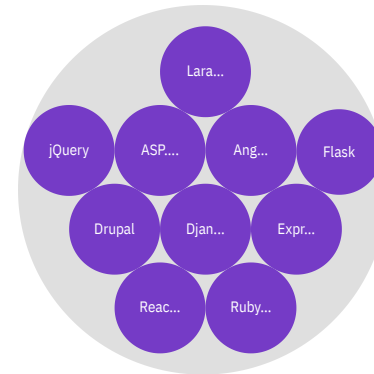 Lara...
jQuery
ASP....
Ang...
Flask
Drupal
Djan...
Expr...
Reac...
Ruby...